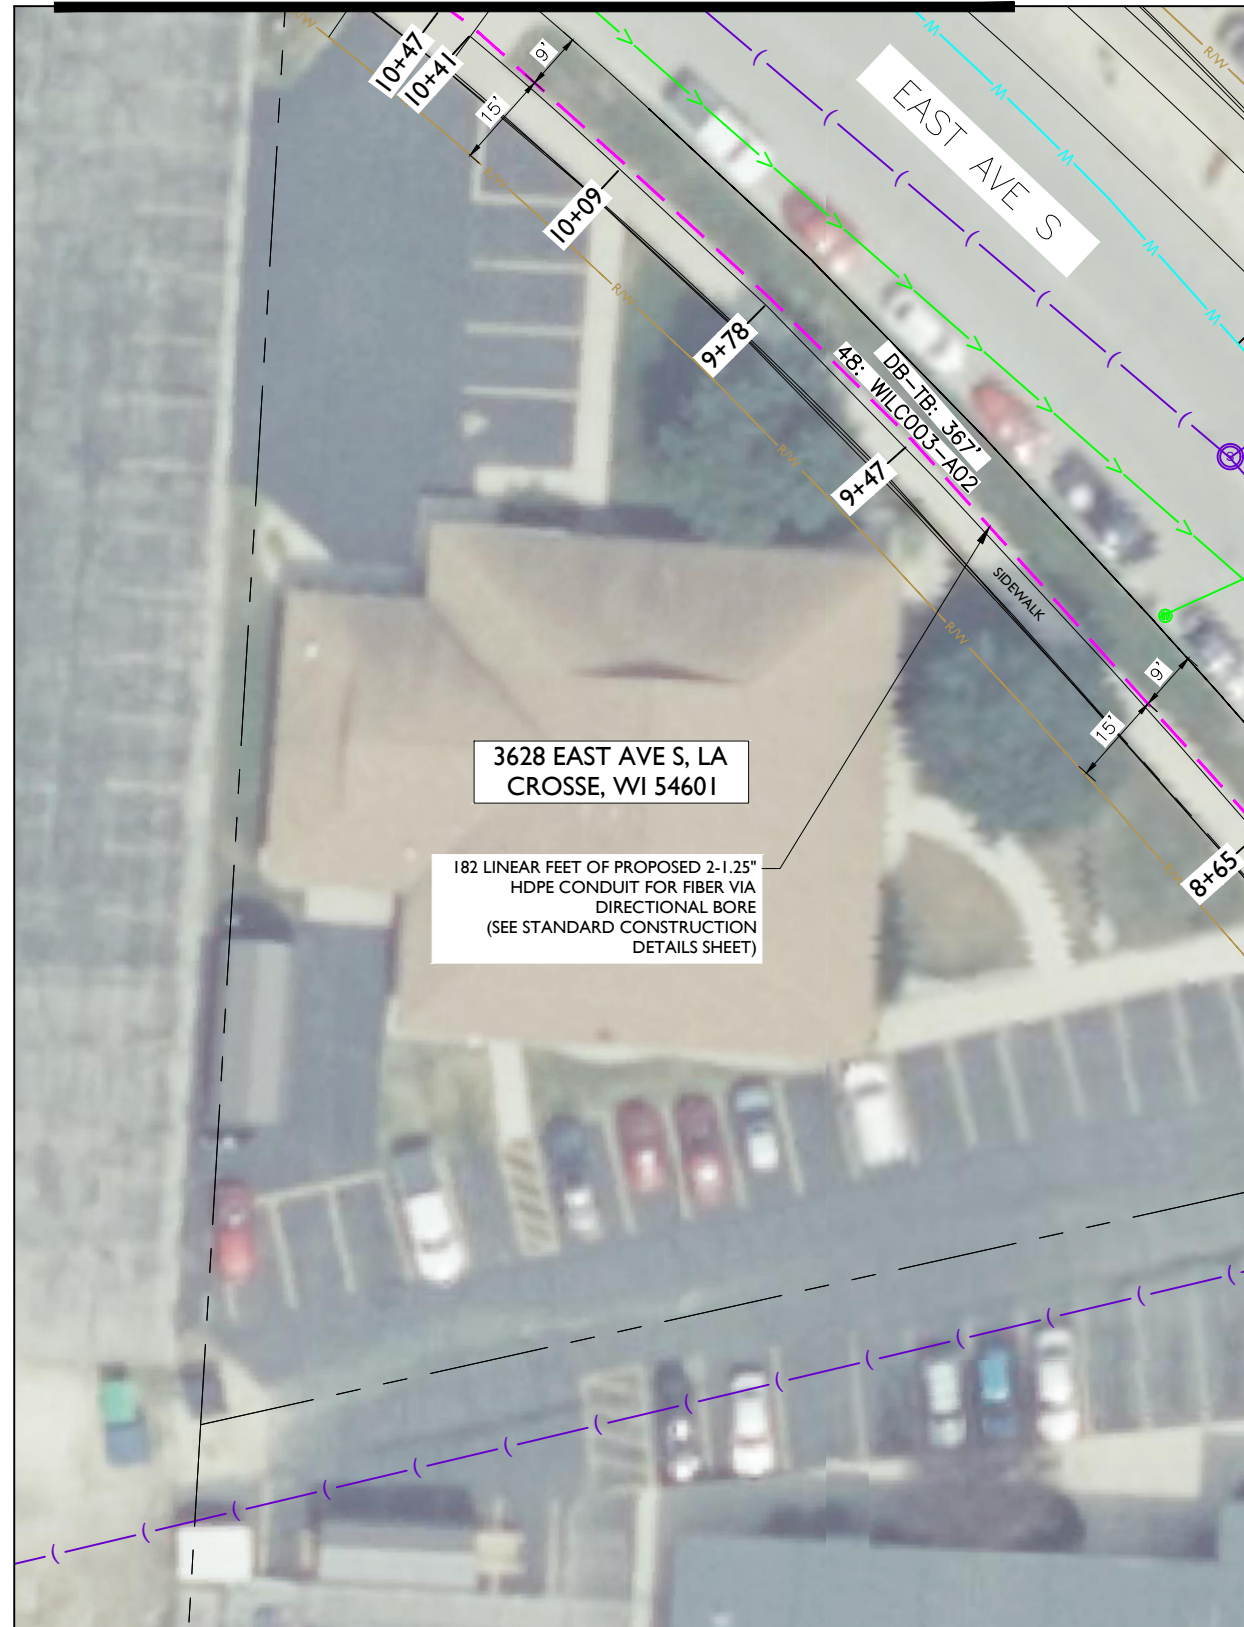 R/W
10+47
10+41
9'
15'
R/W
W
W
R/W
EAST AVE S
W
W
W
10+09
R/W
9+78
DB-TB: 367'
48: WILC003-A02
R/W
9+47
SIDEWALK
R/W
9'
15'
3628 EAST AVE S, LA
CROSSE, WI 54601
182 LINEAR FEET OF PROPOSED 2-1.25"
HDPE CONDUIT FOR FIBER VIA
DIRECTIONAL BORE
(SEE STANDARD CONSTRUCTION
DETAILS SHEET)
8+65
R/W